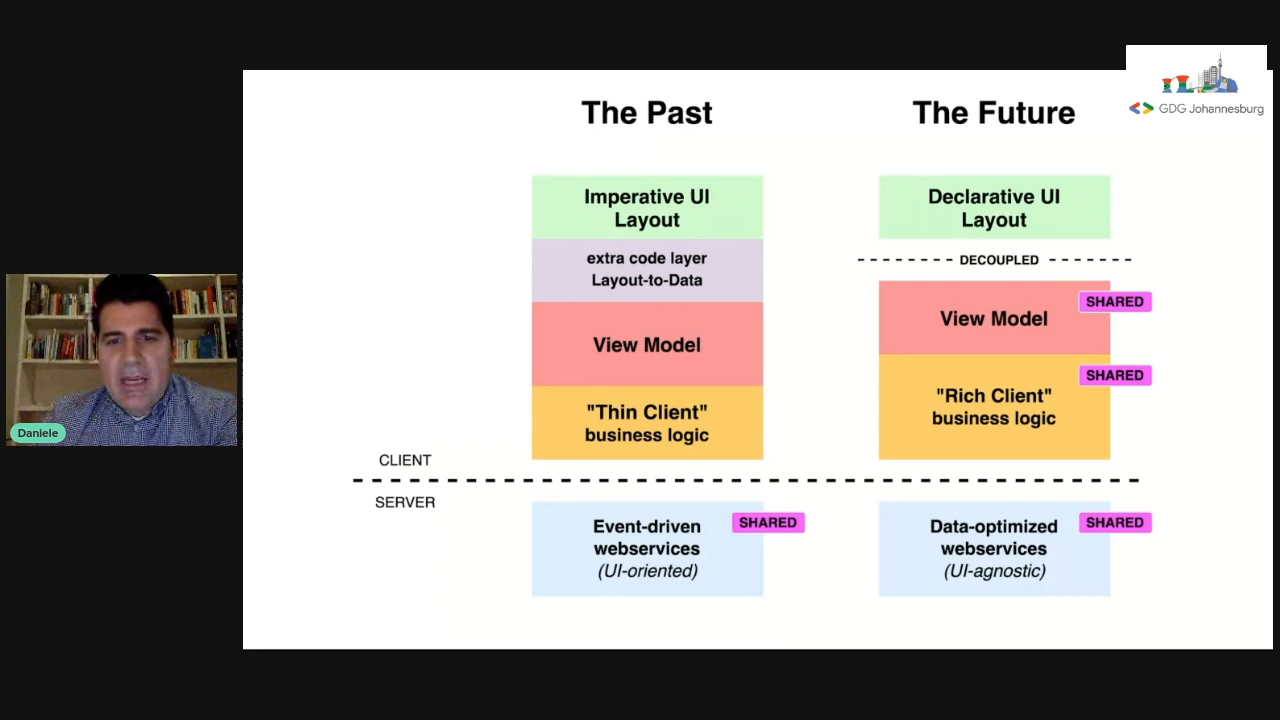 GDG Johannesburg
The Past
The Future
Imperative UI
Layout
extra code layer
Layout-to-Data
View Model
"Thin Client"
business logic
Declarative UI
Layout
DECOUPLED
SHARED
View Model
SHARED
"Rich Client"
business logic
Daniele
CLIENT
SERVER
Event-driven
webservices
(UI-oriented)
SHARED
Data-optimized
webservices
(UI-agnostic)
SHARED